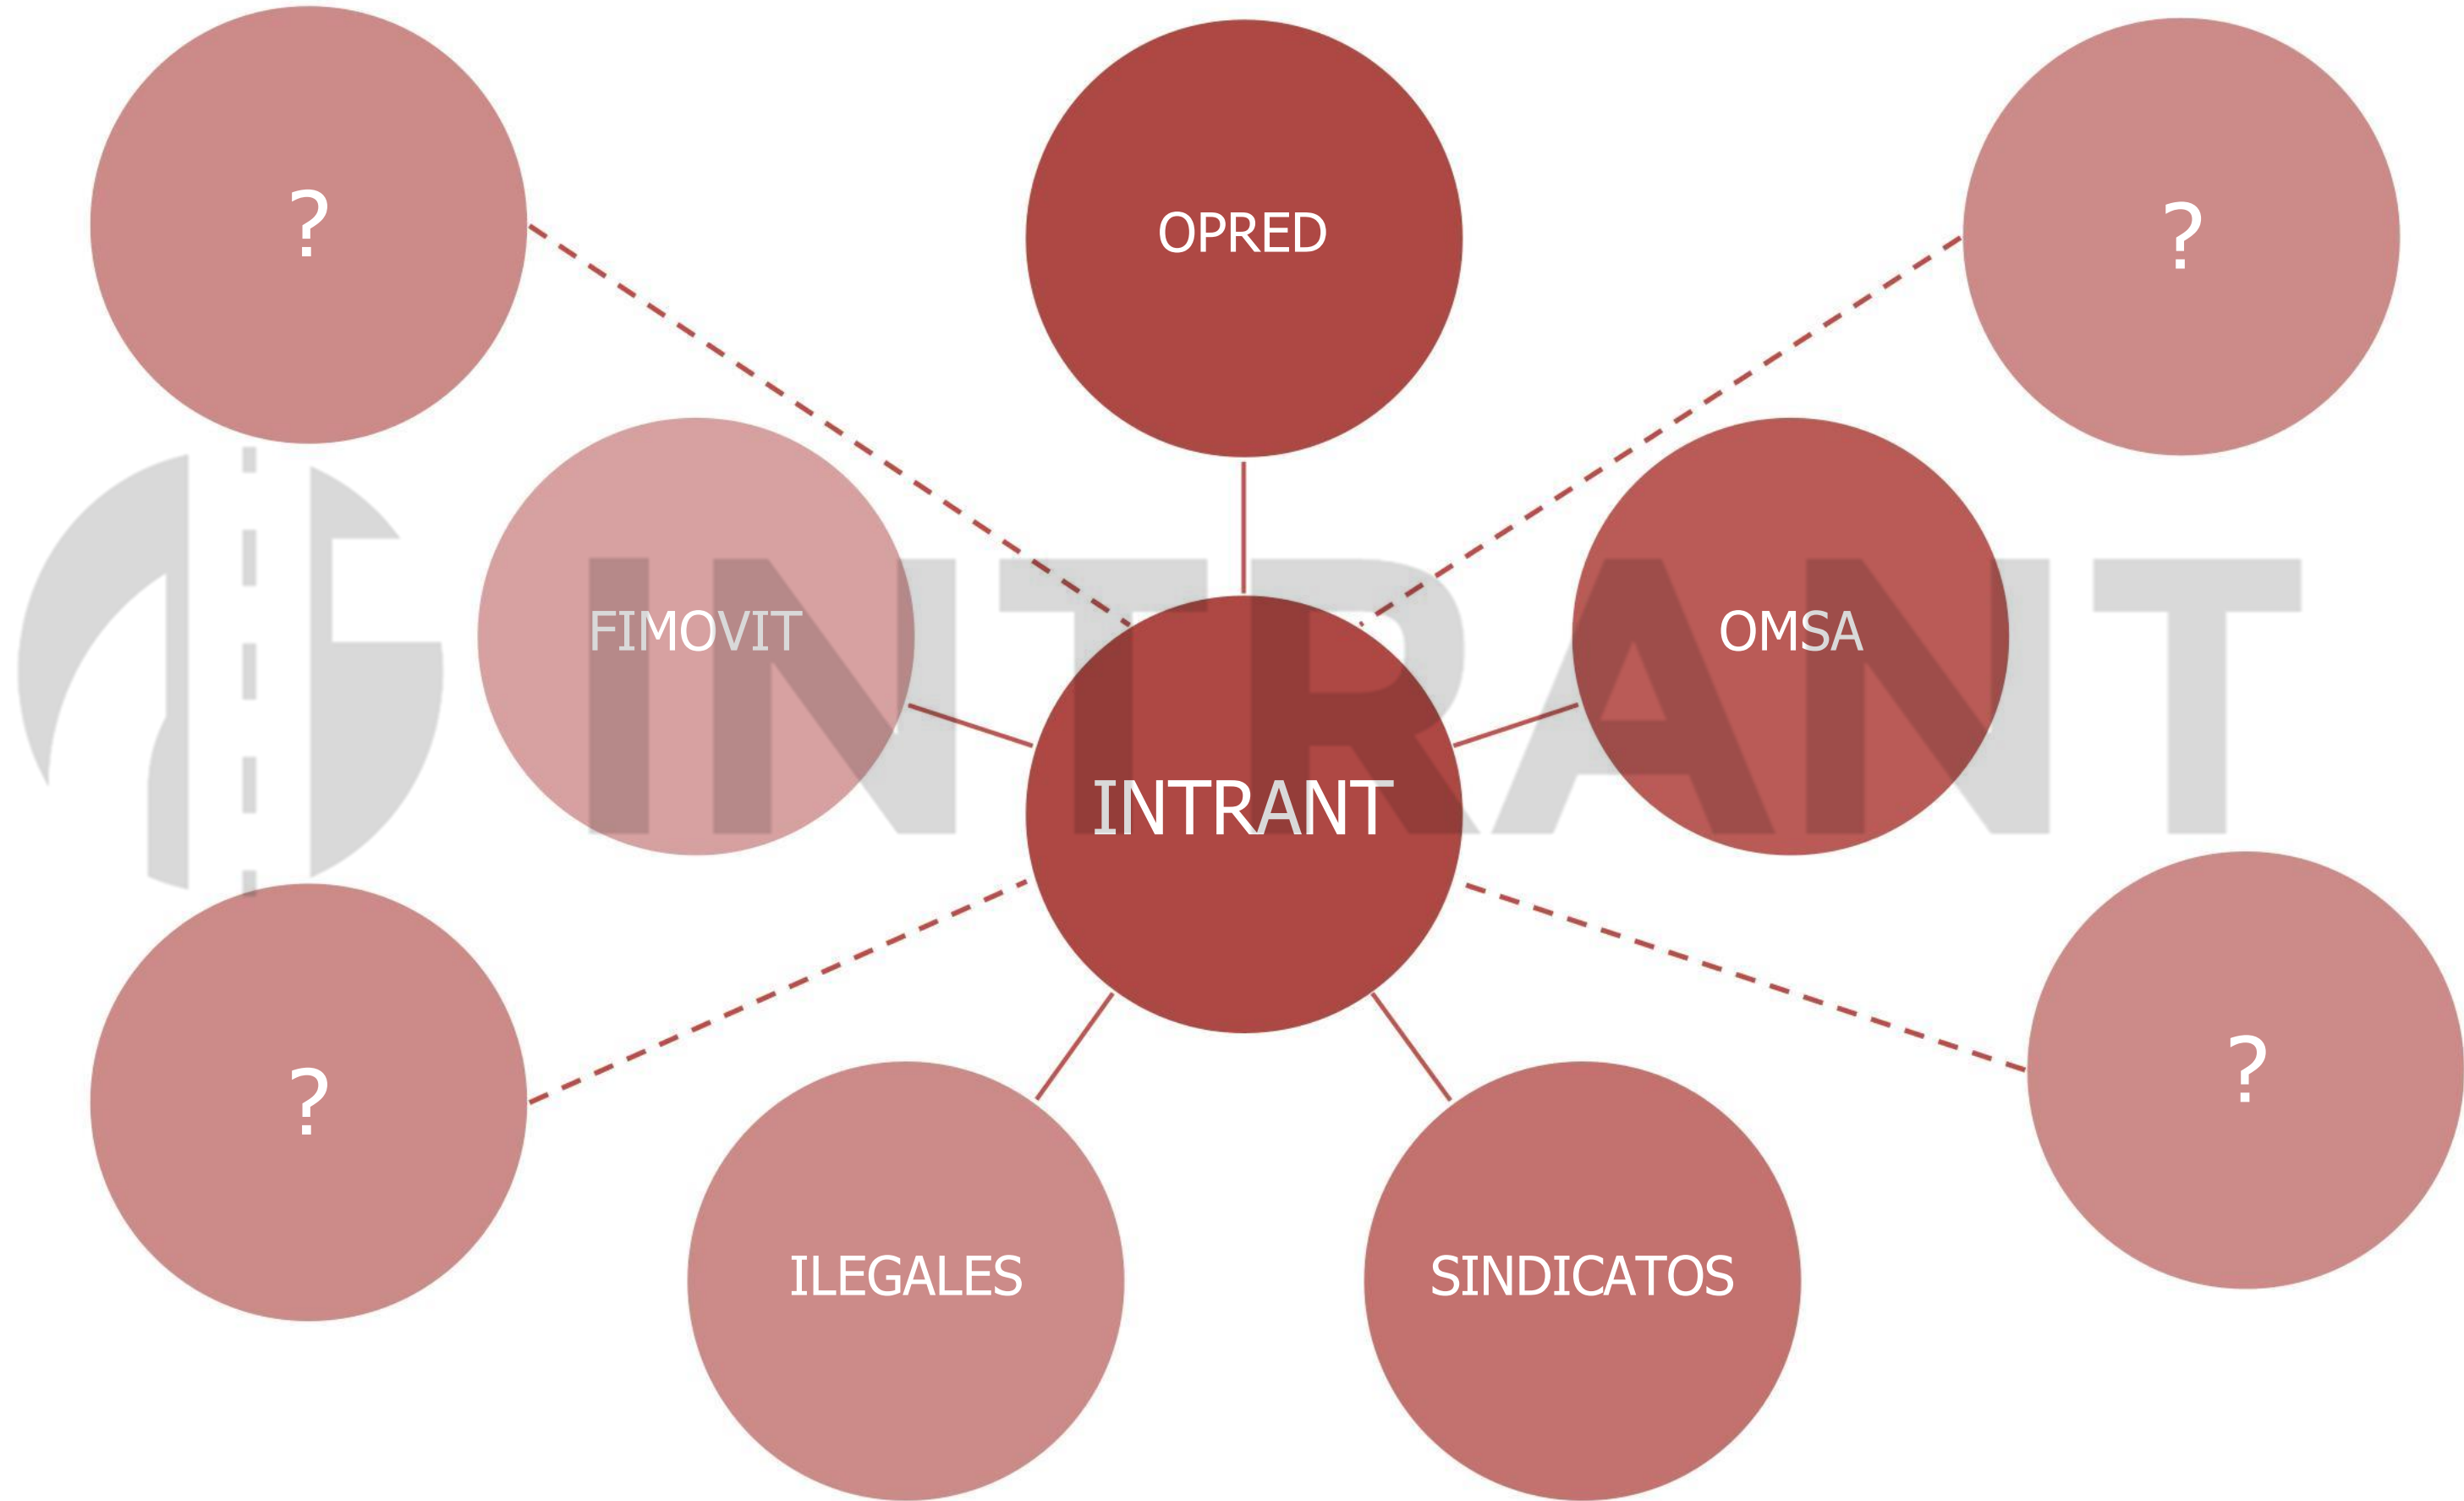 ?
OPRED
?
FIMOVIT
OMSA
INTRANT
INTRANT
?
?
ILEGALES
SINDICATOS